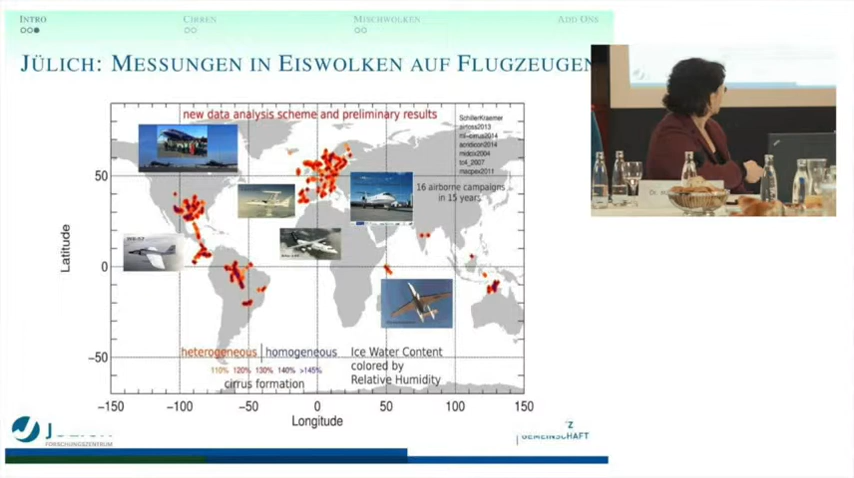 INTRO
CIRREN
MISCHWOLKEN
ADD ONS
JÜLICH: MESSUNGEN IN EISWOLKEN AUF FLUGZEUGEN
new data analysis scheme and preliminary results
SchillerKraemer
airtoss2013
ml-cirrus2014
acridicon2014
midcix2004
tc4_2007
macpex2011
16 airborne campaigns
in 15 years
Latitude
50
0
−50
heterogeneous
homogeneous
110% 120% 130% 140% >145%
cirrus formation
Ice Water Content
colored by
Relative Humidity
−150 −100 −50 0 50 100 150
Longitude
FORSCHUNGSZENTRUM
GEMEINSCHAFT
Dr.